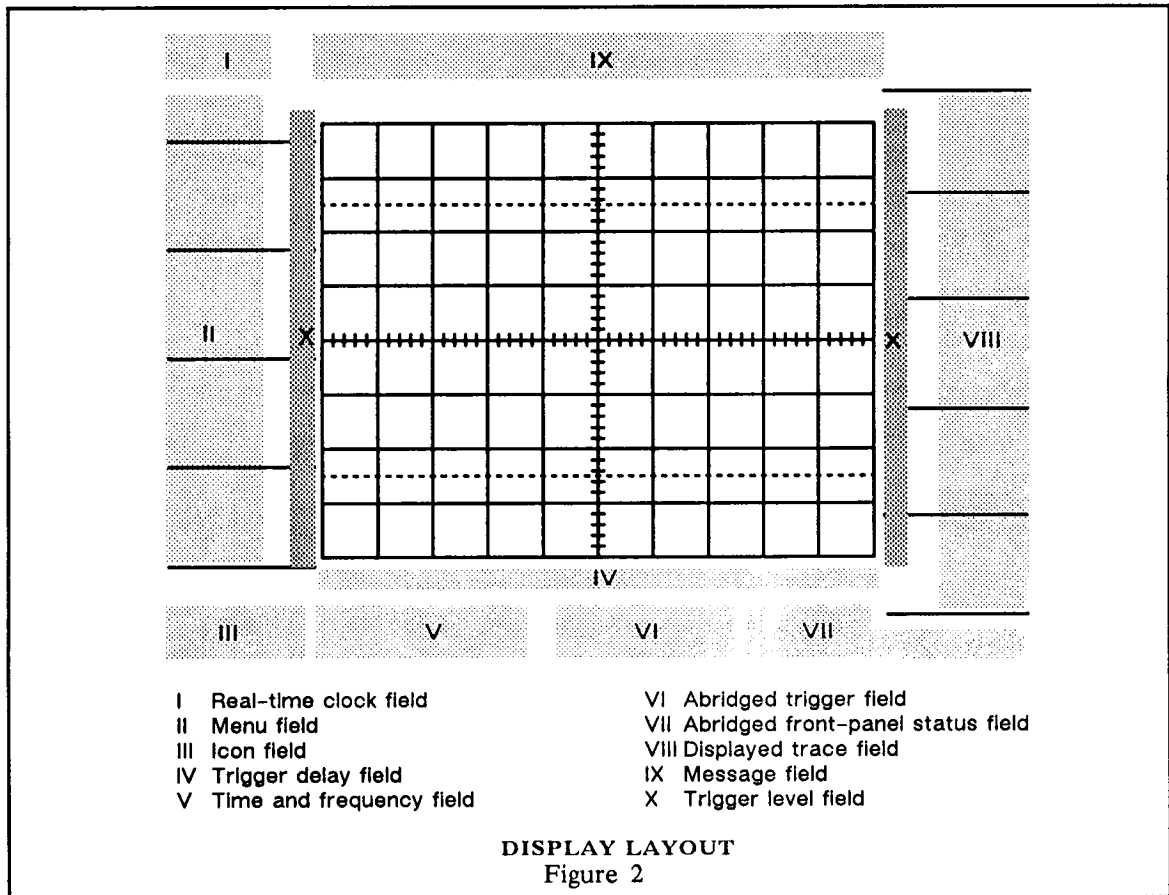 I IX
II X X VIII
IV
III V VI VII
I Real-time clock field
II Menu field
III Icon field
IV Trigger delay field
V Time and frequency field
VI Abridged trigger field
VII Abridged front-panel status field
VIII Displayed trace field
IX Message field
X Trigger level field
DISPLAY LAYOUT
Figure 2